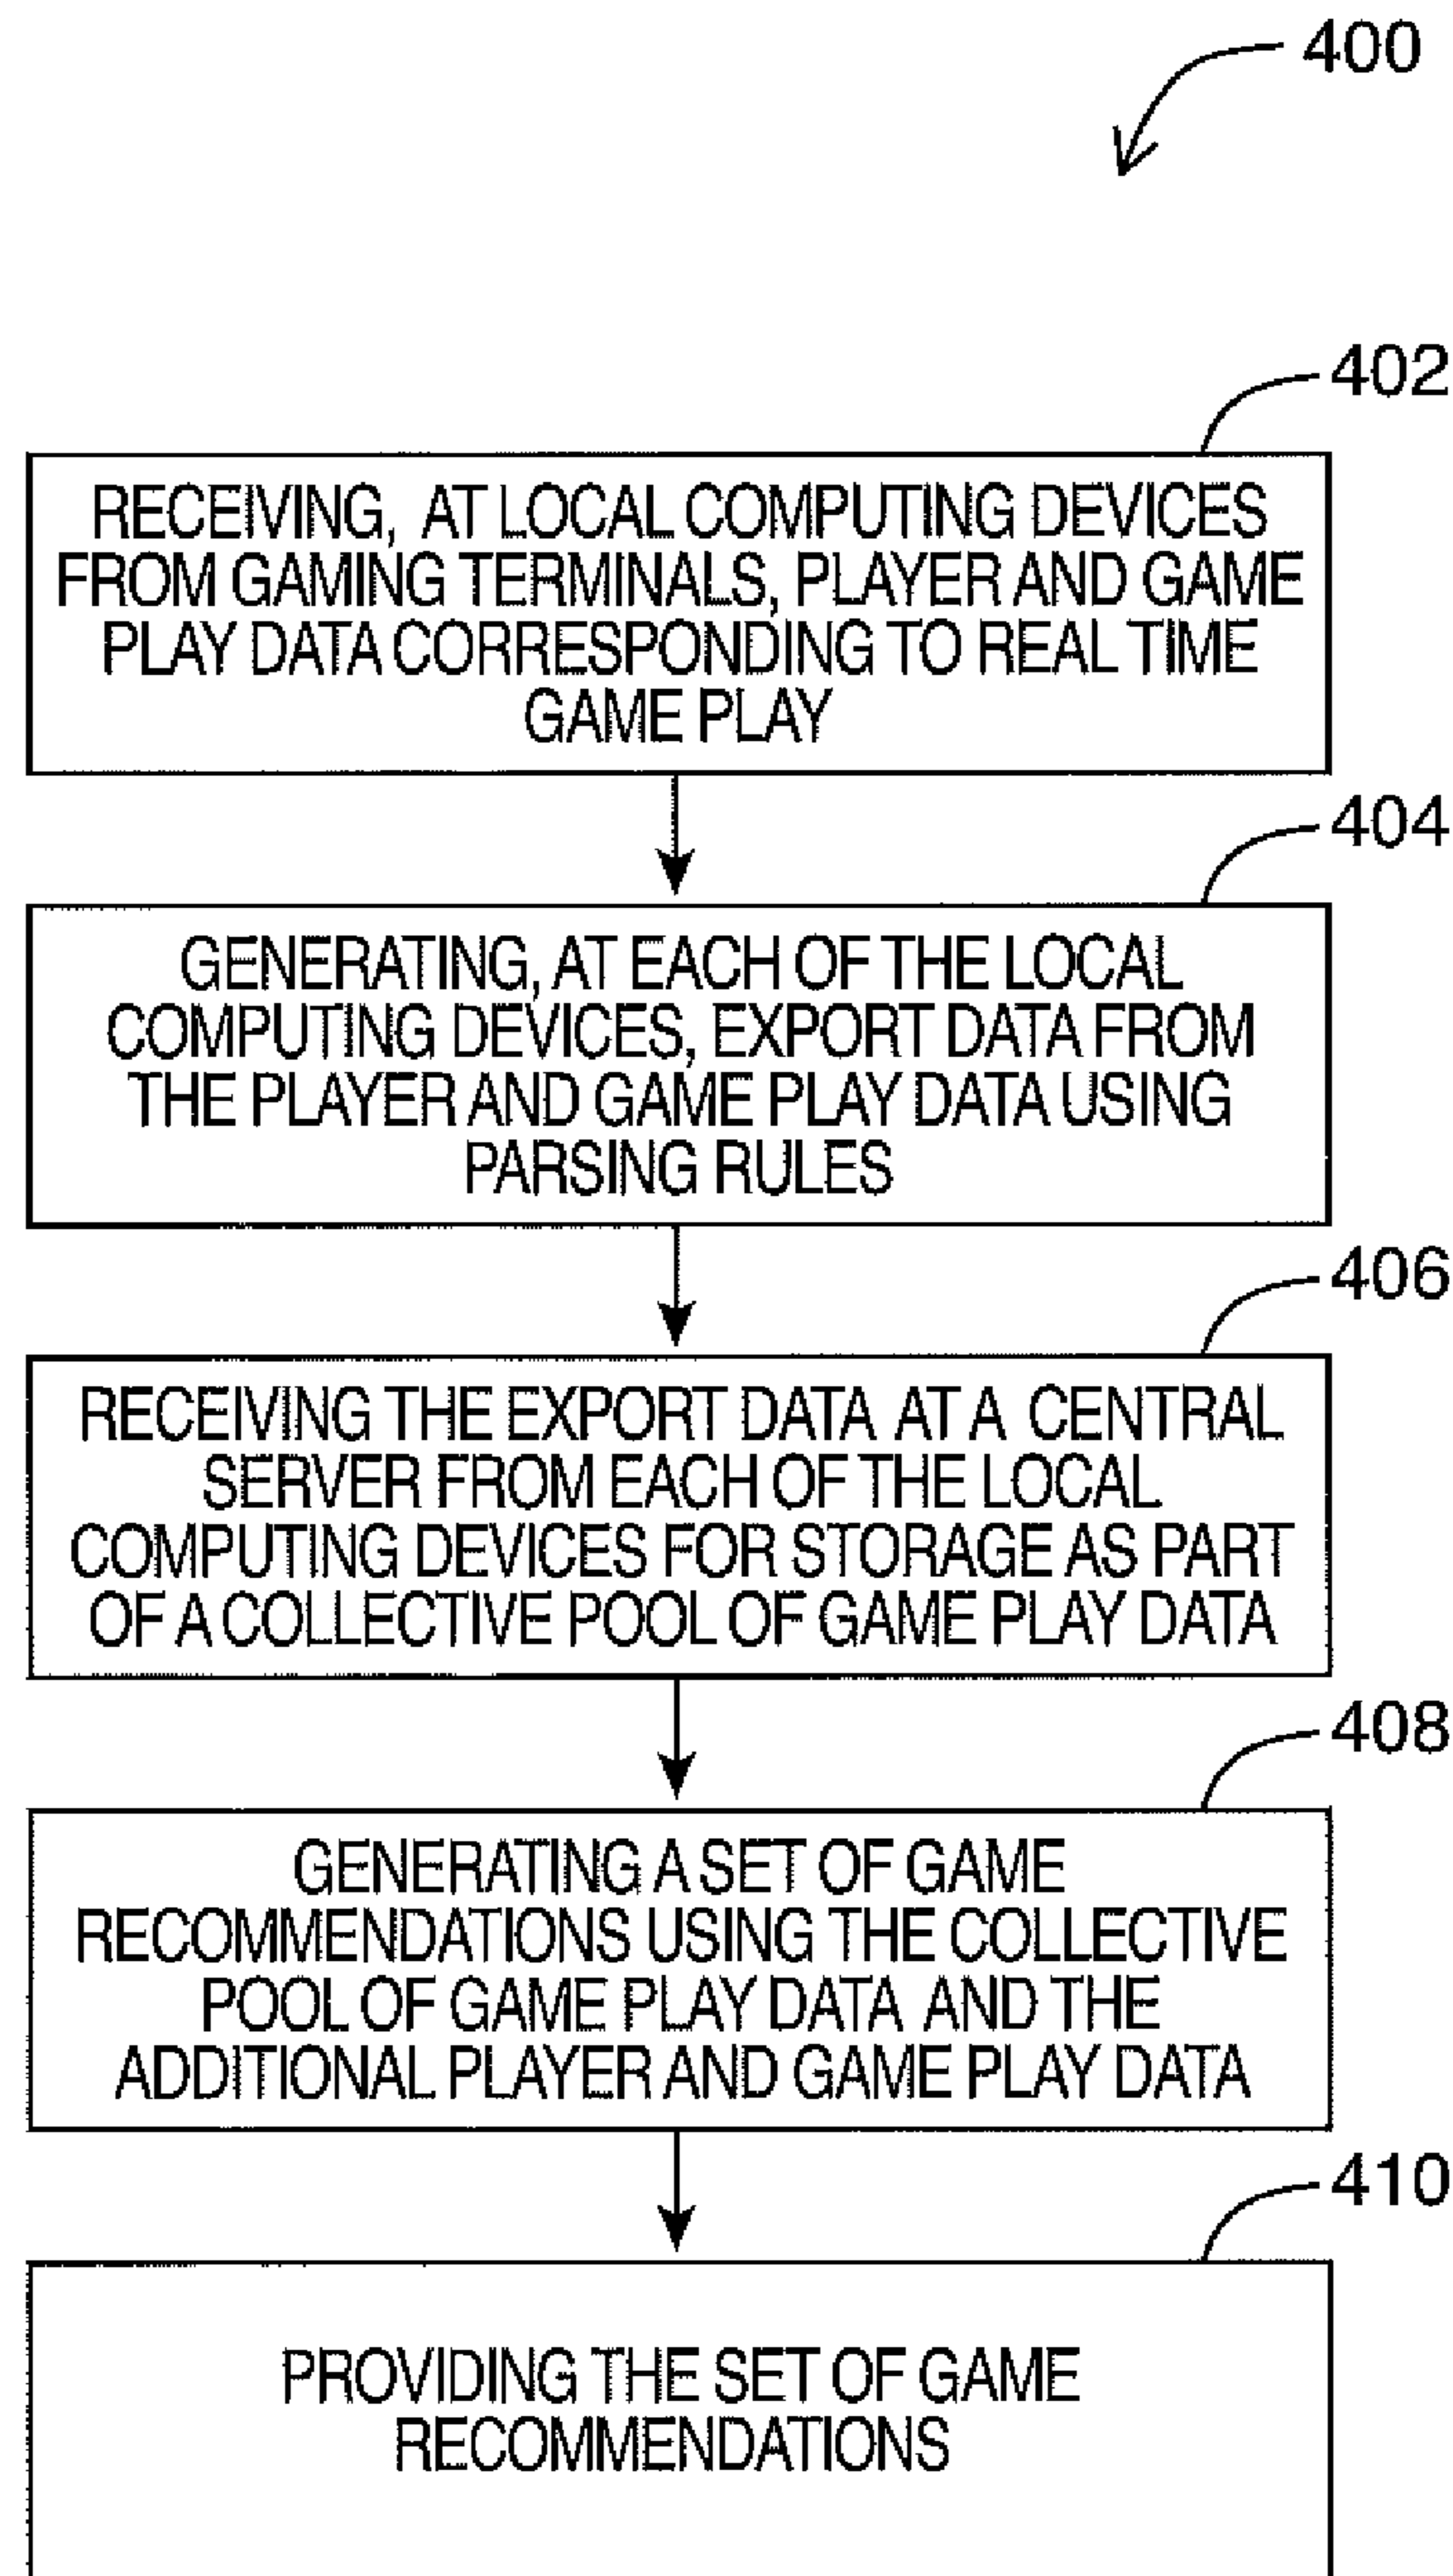 400
402
RECEIVING, AT LOCAL COMPUTING DEVICES
FROM GAMING TERMINALS, PLAYER AND GAME
PLAY DATA CORRESPONDING TO REAL TIME
GAME PLAY
404
GENERATING, AT EACH OF THE LOCAL
COMPUTING DEVICES, EXPORT DATA FROM
THE PLAYER AND GAME PLAY DATA USING
PARSING RULES
406
RECEIVING THE EXPORT DATA AT A CENTRAL
SERVER FROM EACH OF THE LOCAL
COMPUTING DEVICES FOR STORAGE AS PART
OF A COLLECTIVE POOL OF GAME PLAY DATA
408
GENERATING A SET OF GAME
RECOMMENDATIONS USING THE COLLECTIVE
POOL OF GAME PLAY DATA AND THE
ADDITIONAL PLAYER AND GAME PLAY DATA
410
PROVIDING THE SET OF GAME
RECOMMENDATIONS